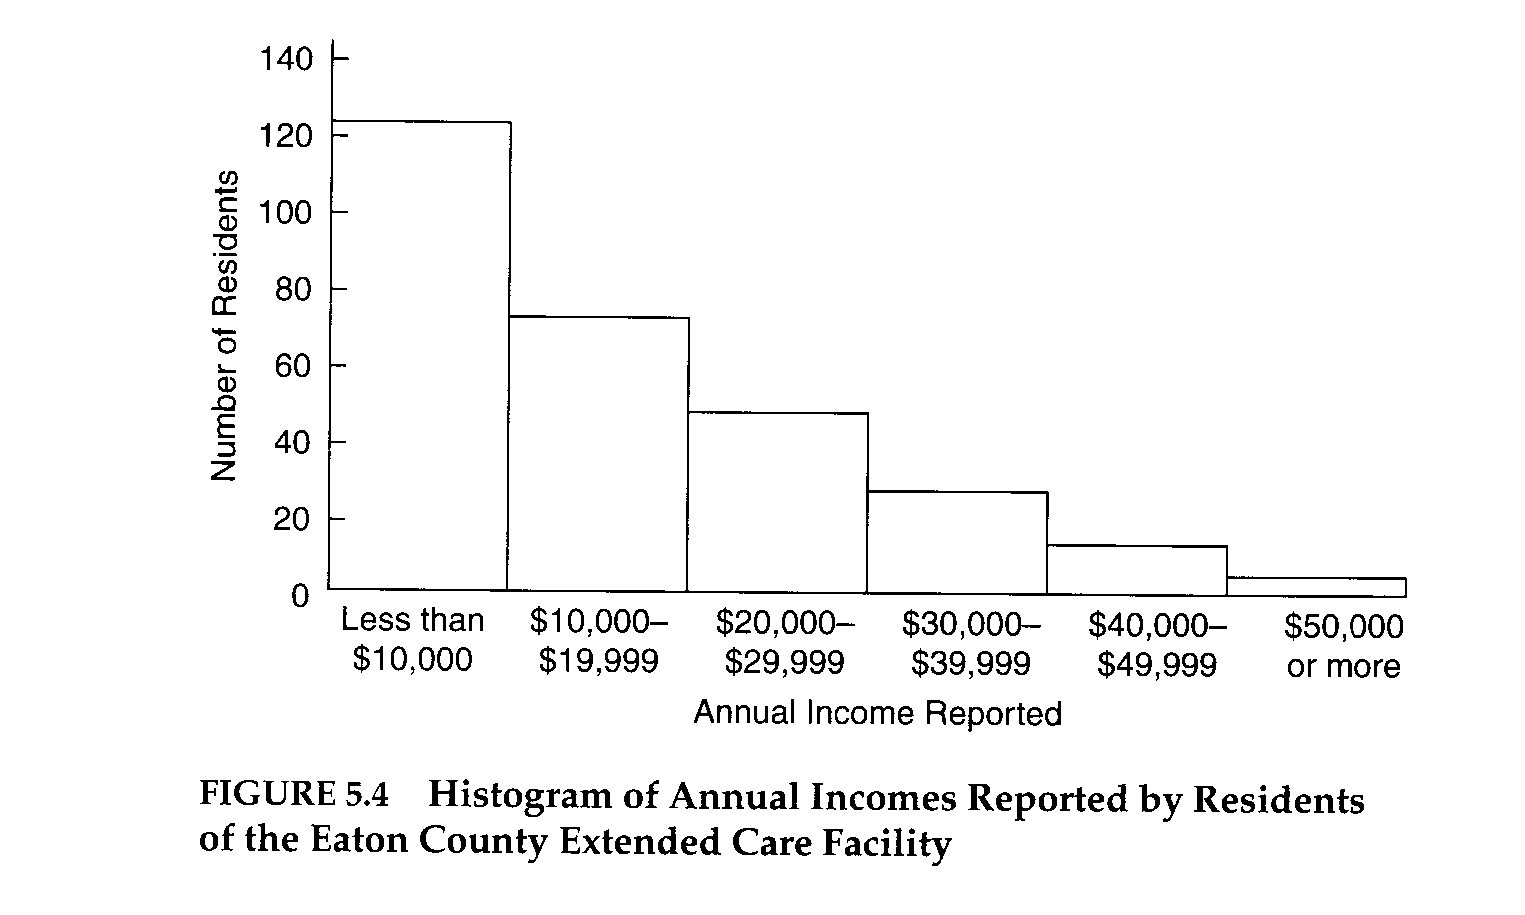 140
120
100
80
60
40
20
0
Number of Residents
Less than $10,000
$10,000– $19,999
$20,000– $29,999
$30,000– $39,999
$40,000– $49,999
$50,000 or more
Annual Income Reported
FIGURE 5.4 Histogram of Annual Incomes Reported by Residents
of the Eaton County Extended Care Facility